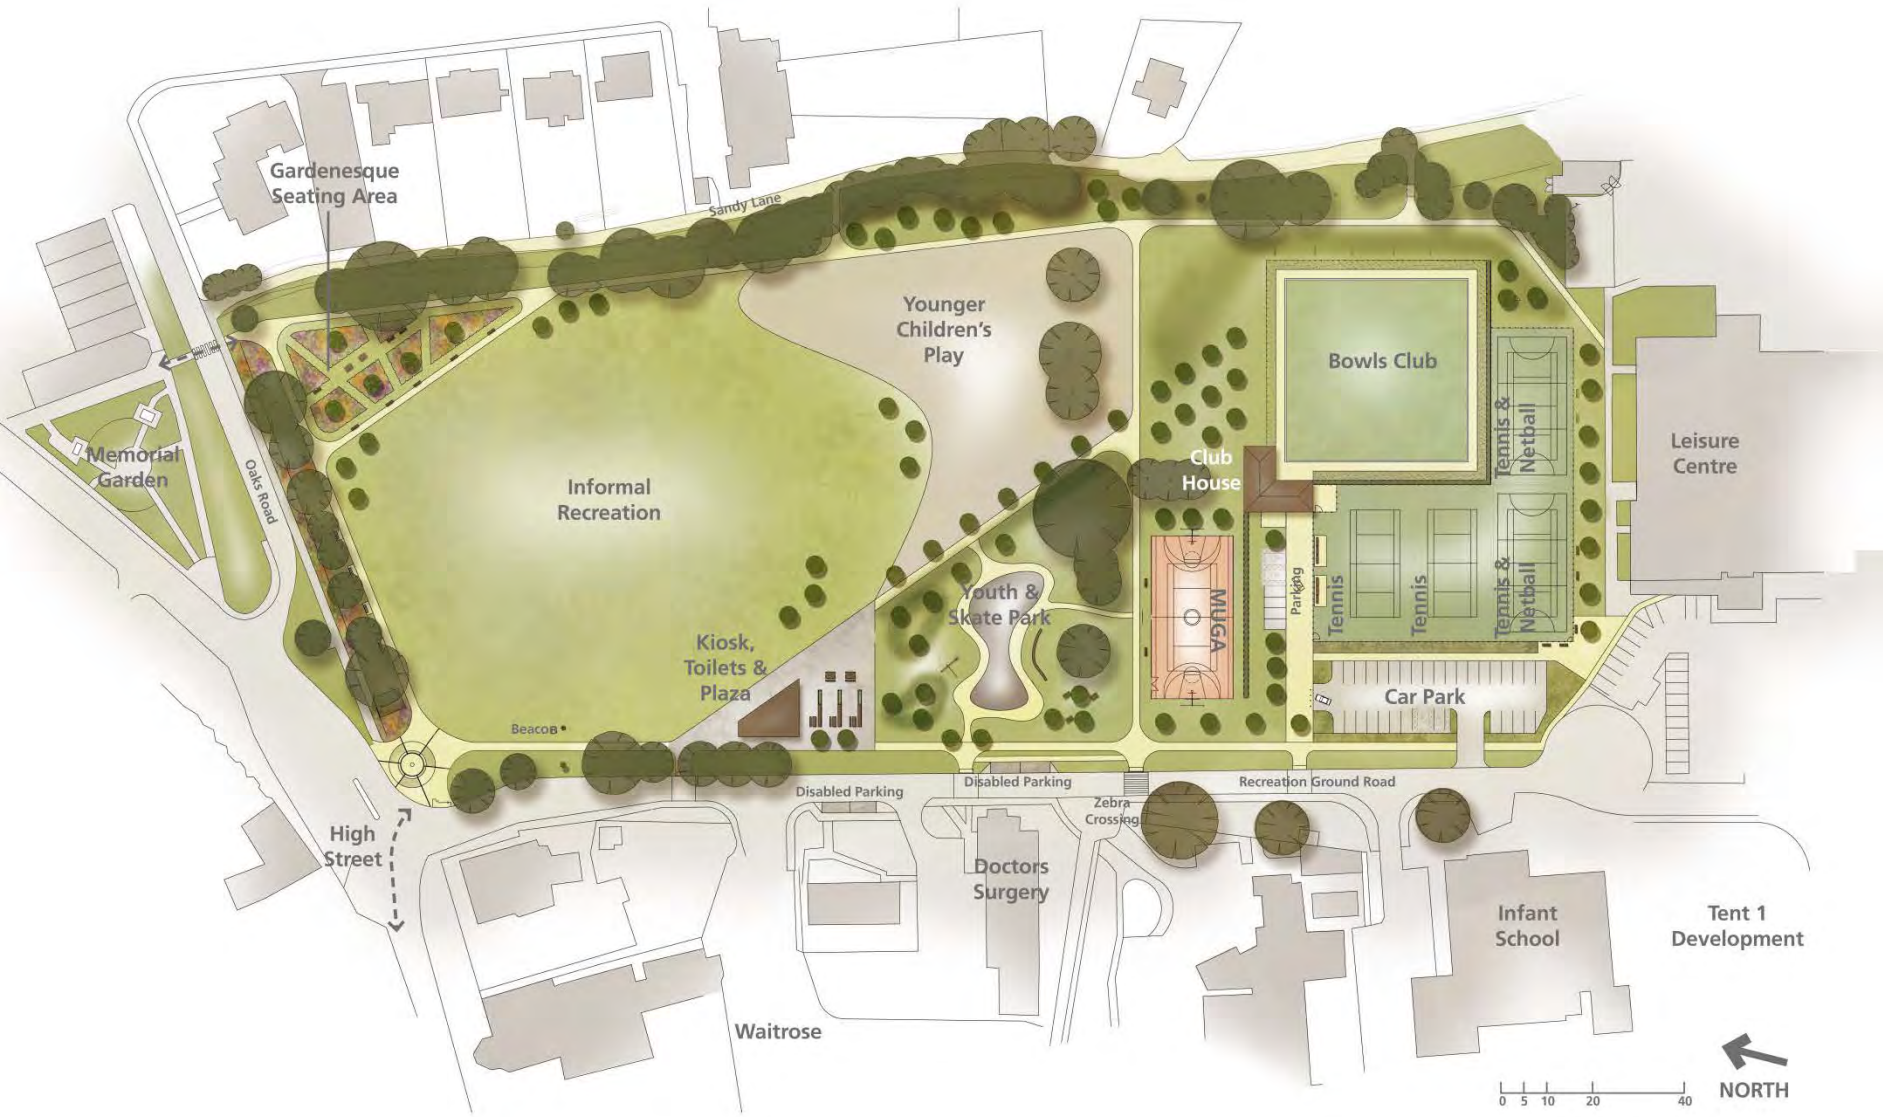 Gardenesque
Seating Area
Sandy Lane
Younger
Children's
Play
Bowls Club
Tennis &
Netball
Leisure
Centre
Memorial
Garden
Oaks Road
Informal
Recreation
Club
House
Youth &
Skate Park
MUGA
Parking
Tennis
Tennis
Tennis &
Netball
Kiosk,
Toilets &
Plaza
Car Park
Beacon
Disabled Parking
Disabled Parking
Recreation Ground Road
Zebra
Crossing
High
Street
Doctors
Surgery
Infant
School
Tent 1
Development
Waitrose
NORTH
0 5 10 20 40